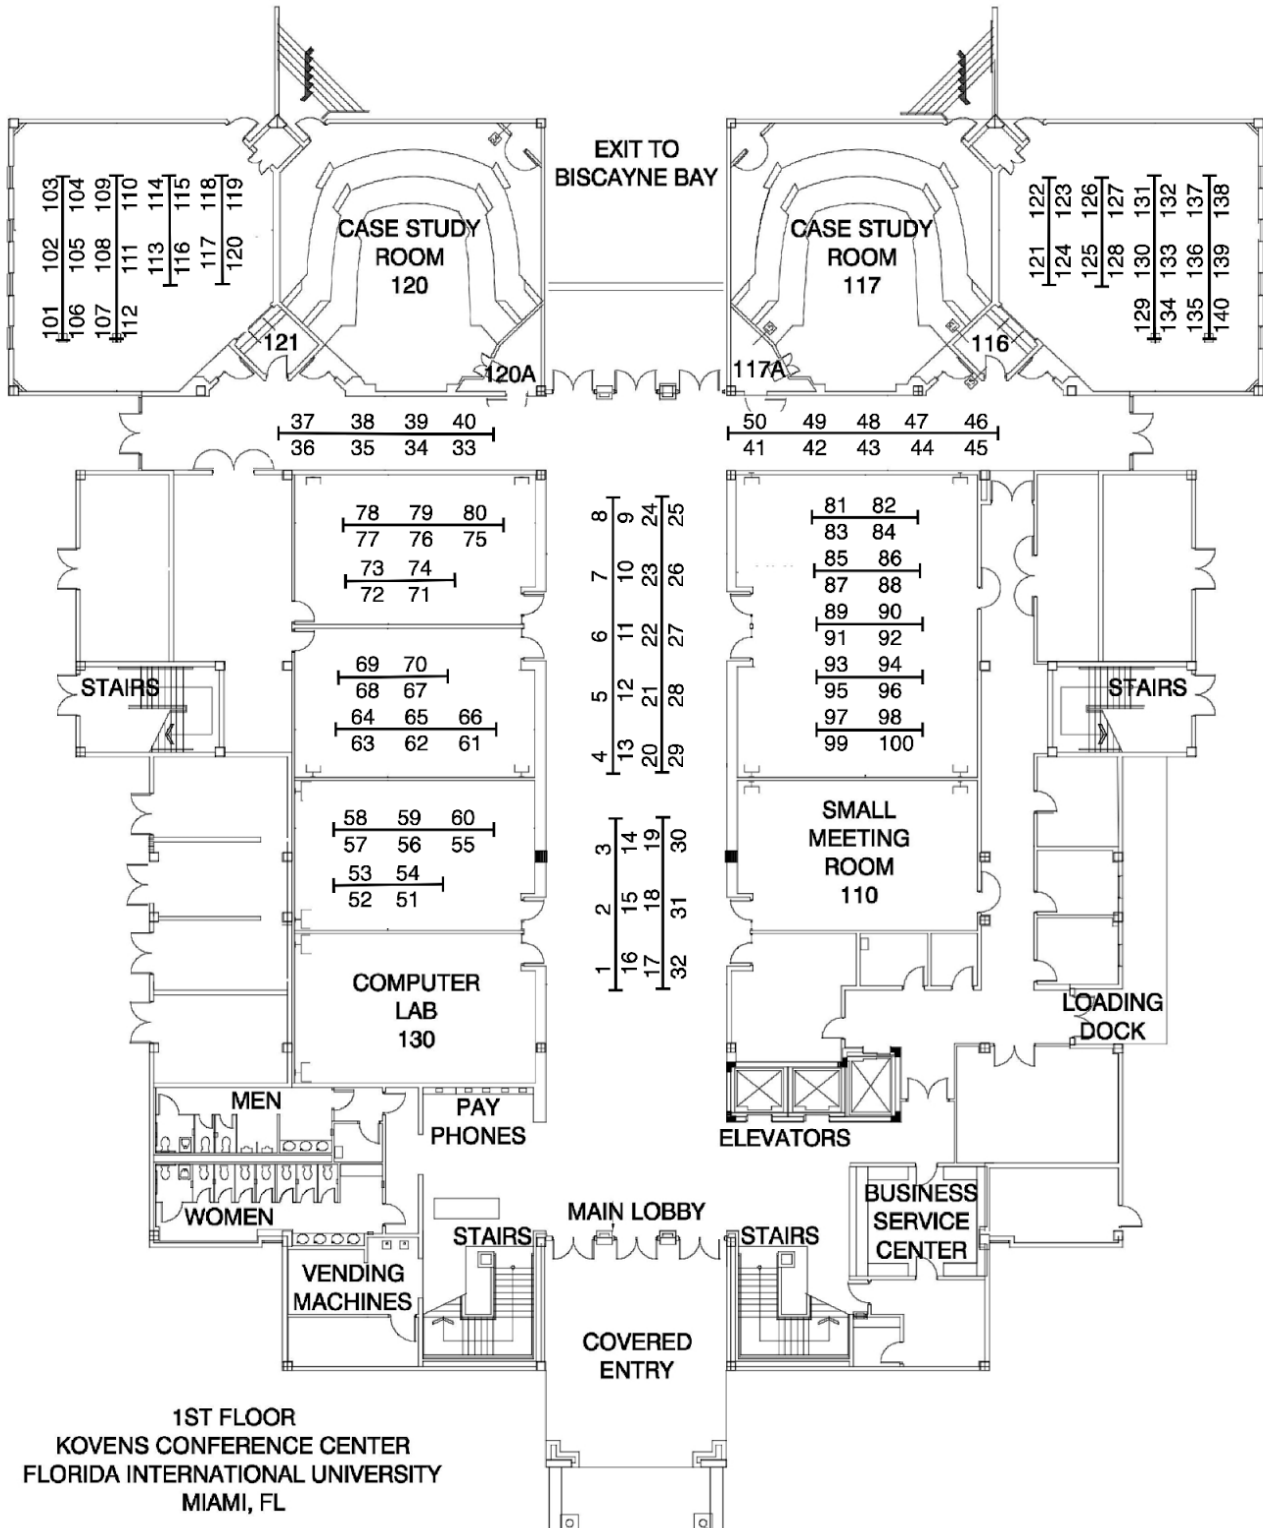 EXIT TO
BISCAYNE BAY
103 104 109 110 114 115 118 119
102 105 108 111 113 116 117 120
101 106 107 112
CASE STUDY
ROOM
120
CASE STUDY
ROOM
117
122 123 126 127 131 132 137 138
121 124 125 128 130 133 136 139
129 134 135 140
121
120A
117A
116
37 38 39 40
36 35 34 33
50 49 48 47 46
41 42 43 44 45
78 79 80
77 76 75
73 74
72 71
69 70
68 67
64 65 66
63 62 61
58 59 60
57 56 55
53 54
52 51
8 9 24 25
7 10 23 26
6 11 22 27
5 12 21 28
4 13 20 29
3 14 19 30
2 15 18 31
1 16 17 32
81 82
83 84
85 86
87 88
89 90
91 92
93 94
95 96
97 98
99 100
STAIRS
STAIRS
SMALL
MEETING
ROOM
110
COMPUTER
LAB
130
LOADING
DOCK
MEN
PAY
PHONES
ELEVATORS
WOMEN
MAIN LOBBY
BUSINESS
SERVICE
CENTER
STAIRS
STAIRS
VENDING
MACHINES
COVERED
ENTRY
1ST FLOOR
KOVENS CONFERENCE CENTER
FLORIDA INTERNATIONAL UNIVERSITY
MIAMI, FL